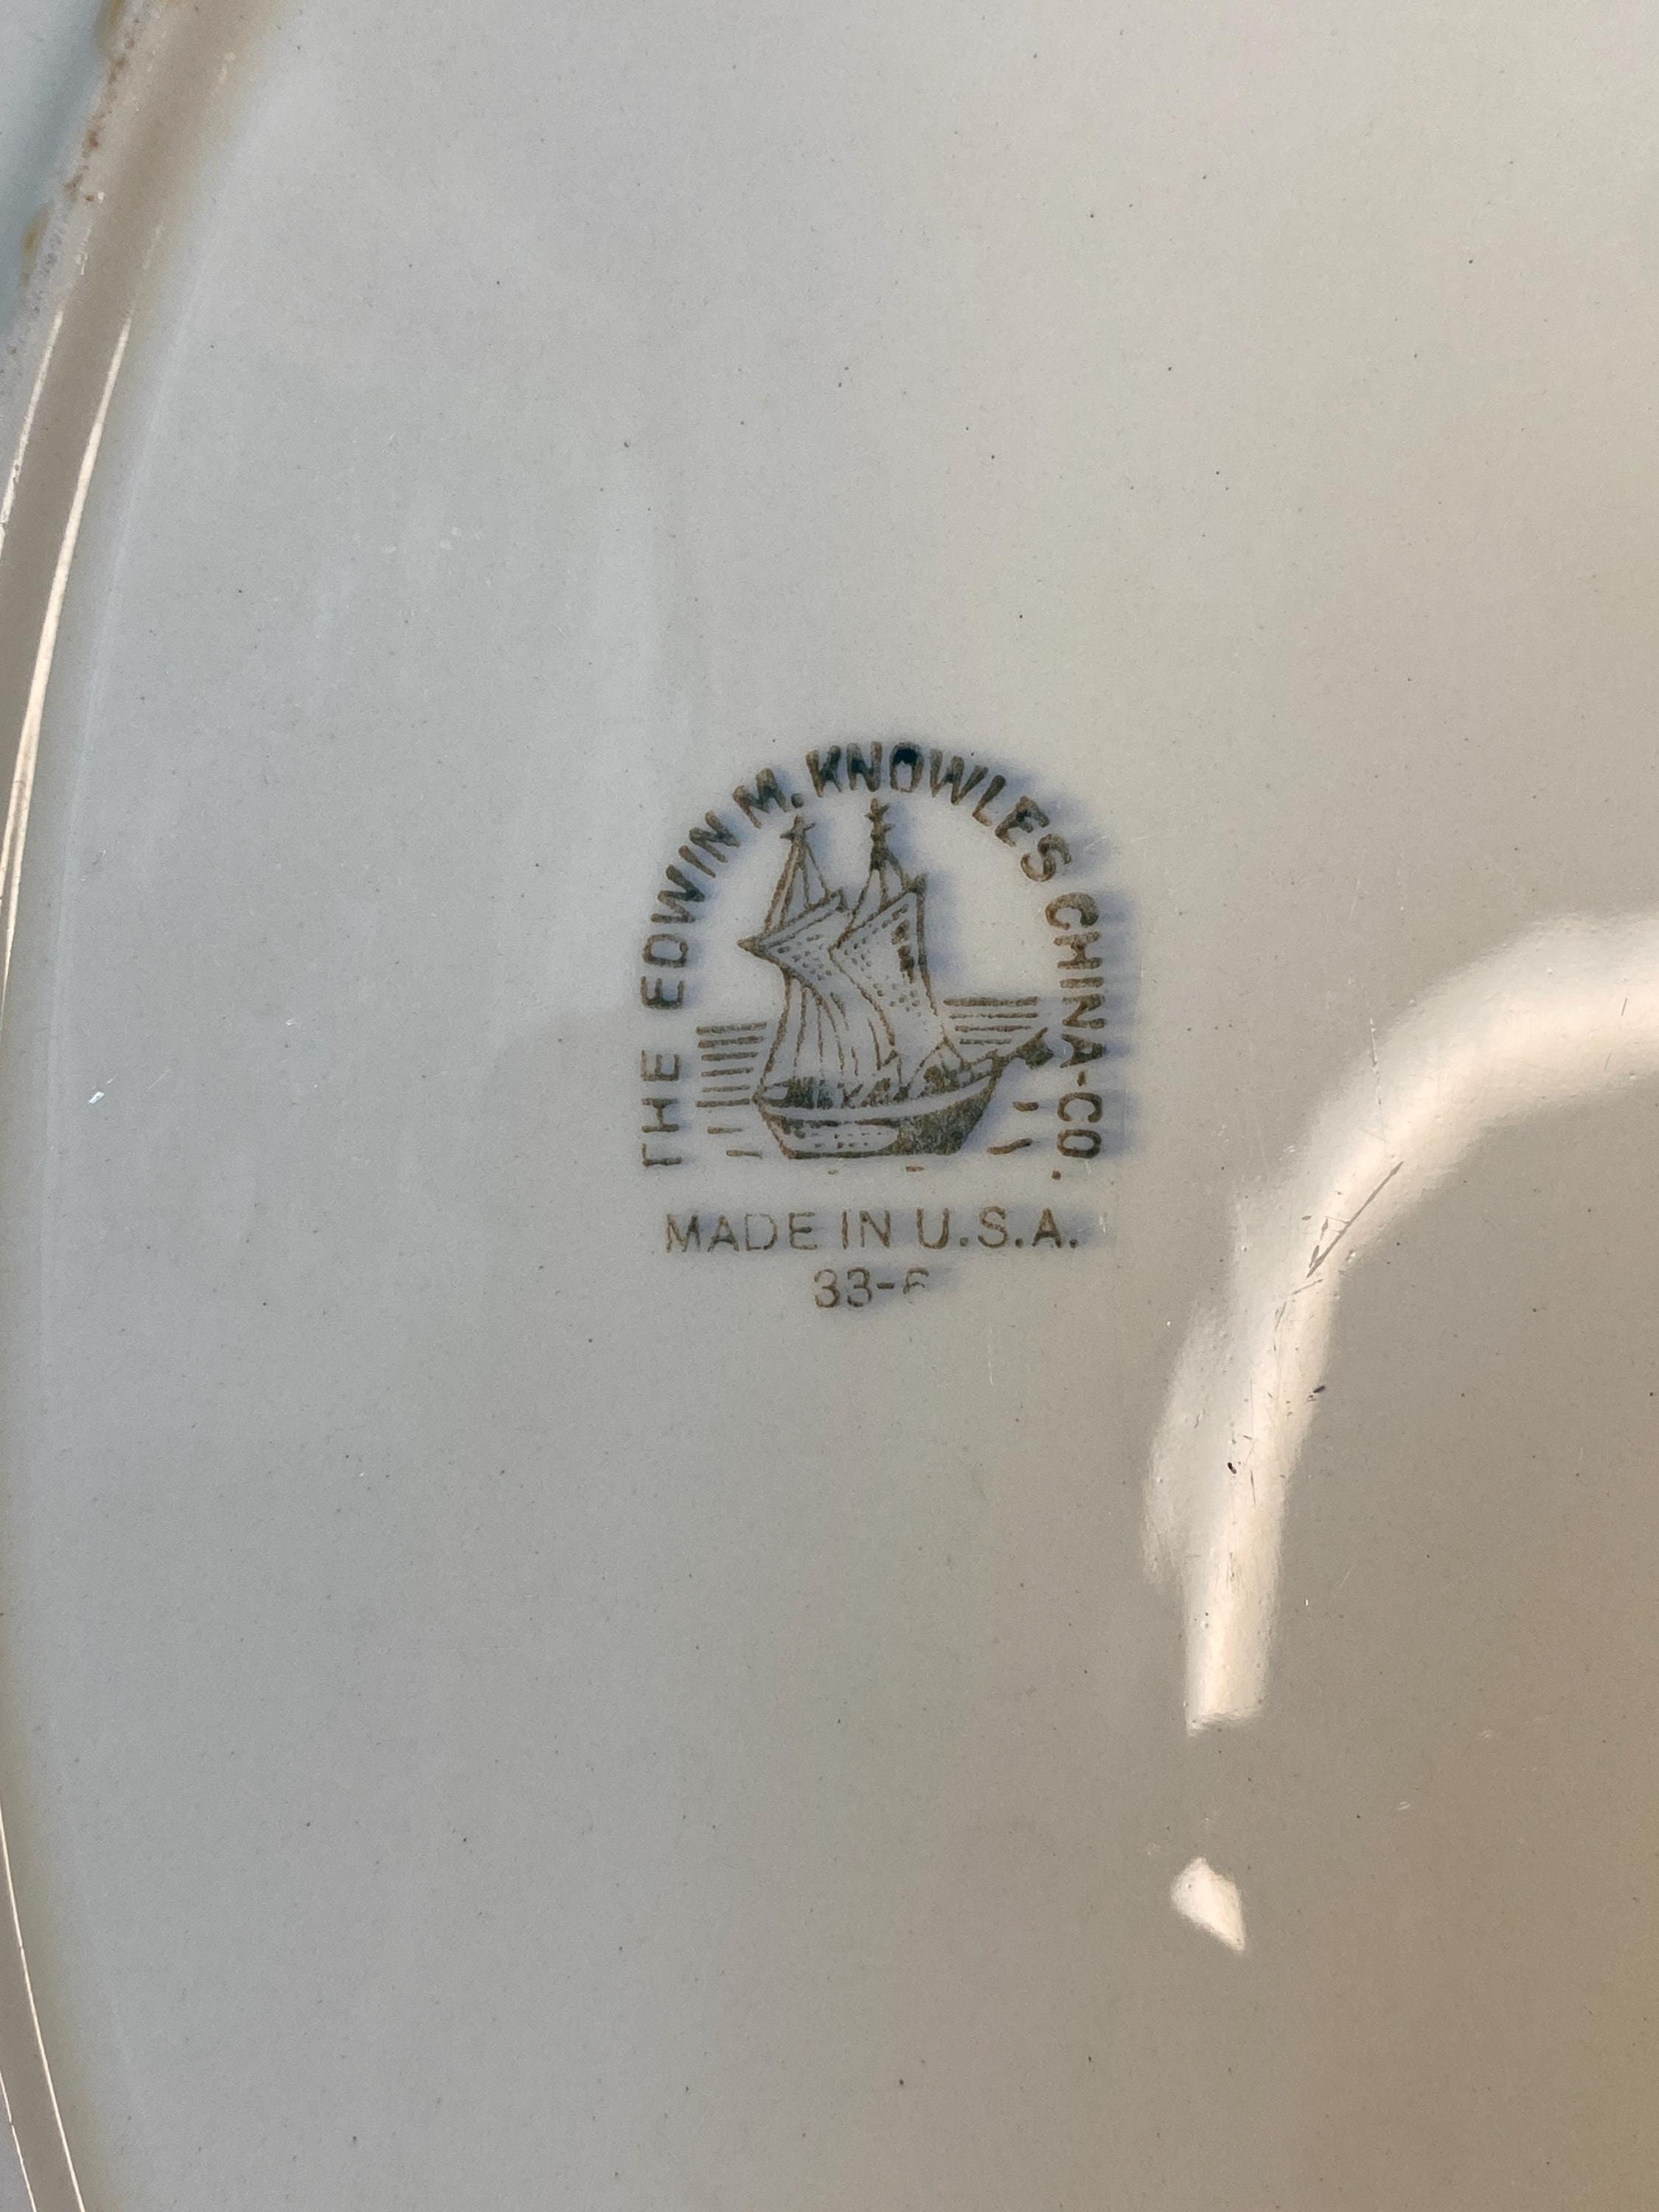 THE EDWIN M. KNOWLES CHINA-CO.
MADE IN U.S.A.